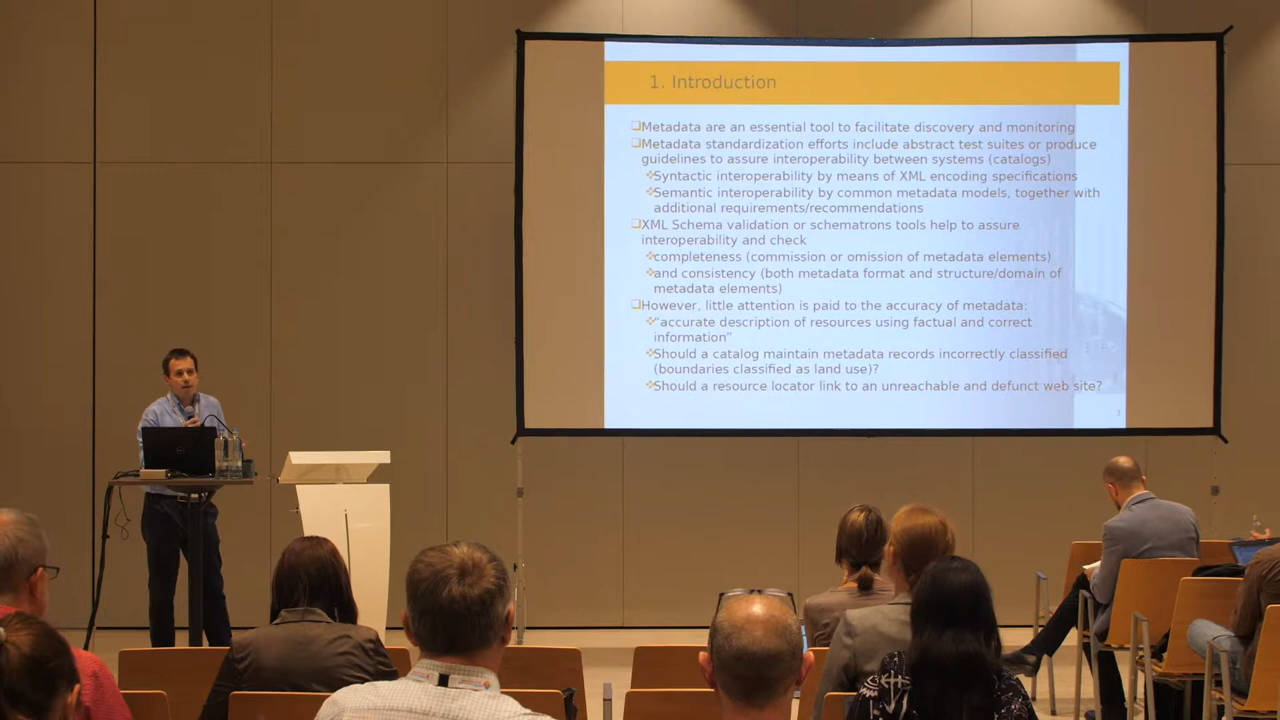 1. Introduction
❑Metadata are an essential tool to facilitate discovery and monitoring
❑Metadata standardization efforts include abstract test suites or produce
guidelines to assure interoperability between systems (catalogs)
❖Syntactic interoperability by means of XML encoding specifications
❖Semantic interoperability by common metadata models, together with
additional requirements/recommendations
❑XML Schema validation or schematrons tools help to assure
interoperability and check
❖completeness (commission or omission of metadata elements)
❖and consistency (both metadata format and structure/domain of
metadata elements)
❑However, little attention is paid to the accuracy of metadata:
❖"accurate description of resources using factual and correct
information"
❖Should a catalog maintain metadata records incorrectly classified
(boundaries classified as land use)?
❖Should a resource locator link to an unreachable and defunct web site?
3